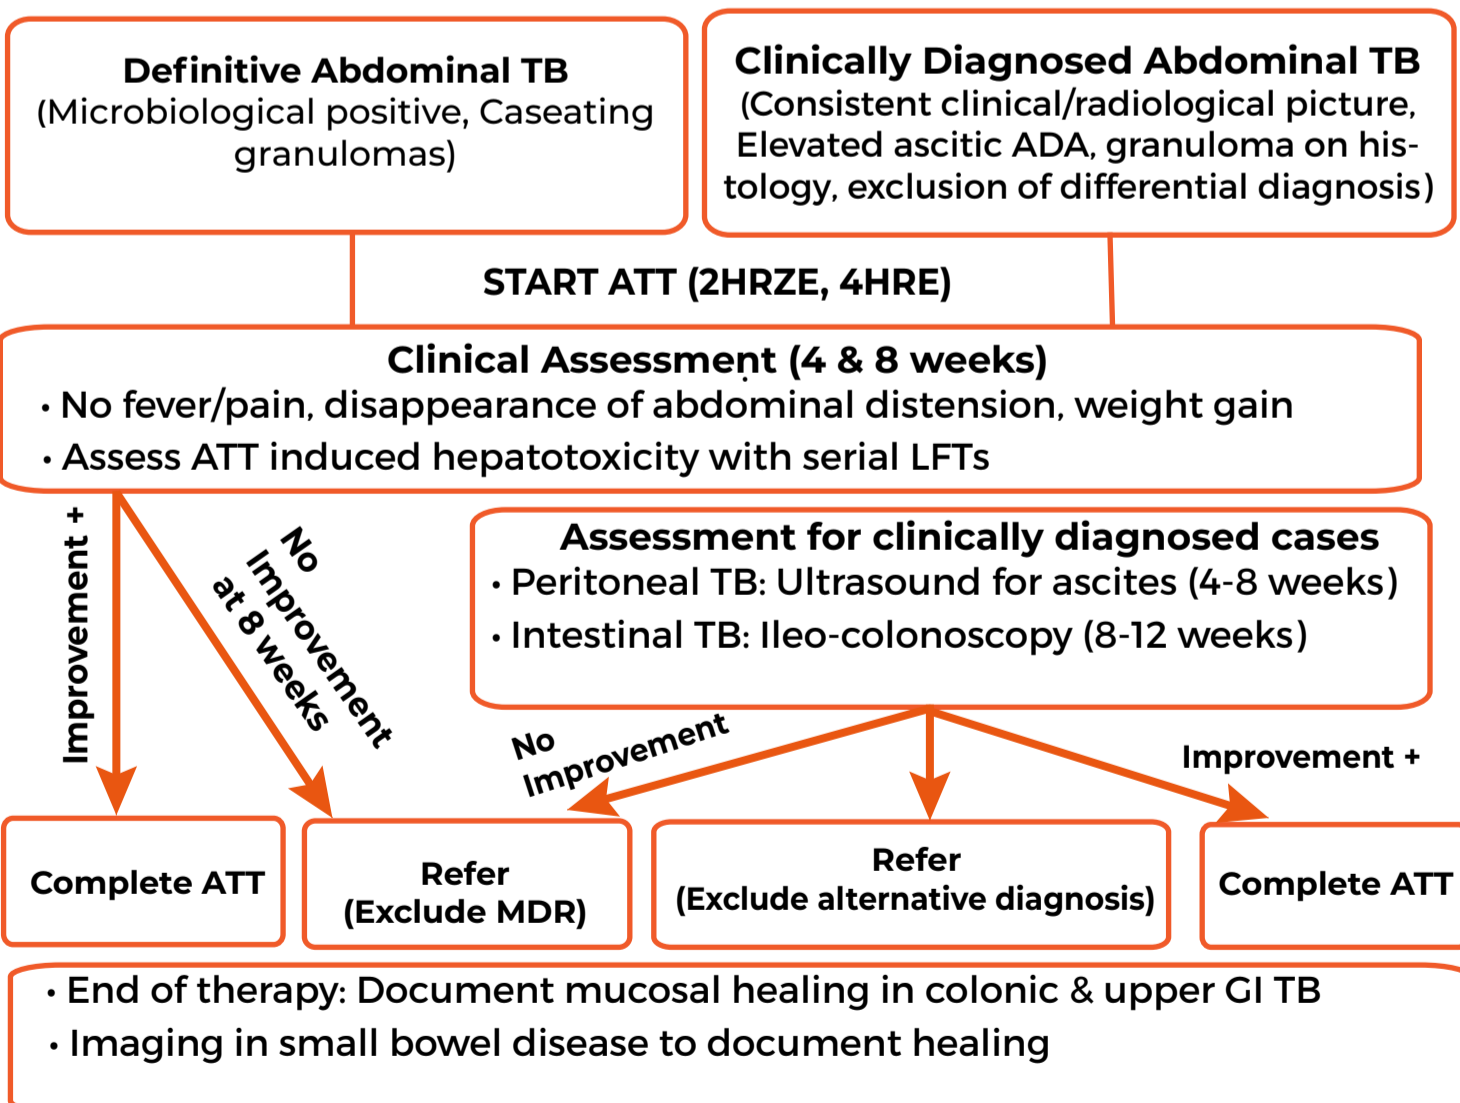 Definitive Abdominal TB
(Microbiological positive, Caseating
granulomas)
Clinically Diagnosed Abdominal TB
(Consistent clinical/radiological picture,
Elevated ascitic ADA, granuloma on his-
tology, exclusion of differential diagnosis)
START ATT (2HRZE, 4HRE)
Clinical Assessment (4 & 8 weeks)
• No fever/pain, disappearance of abdominal distension, weight gain
• Assess ATT induced hepatotoxicity with serial LFTs
Improvement +
No
Improvement
at 8 weeks
Assessment for clinically diagnosed cases
• Peritoneal TB: Ultrasound for ascites (4-8 weeks)
• Intestinal TB: Ileo-colonoscopy (8-12 weeks)
No
Improvement
Improvement +
Complete ATT
Refer
(Exclude MDR)
Refer
(Exclude alternative diagnosis)
Complete ATT
• End of therapy: Document mucosal healing in colonic & upper GI TB
• Imaging in small bowel disease to document healing